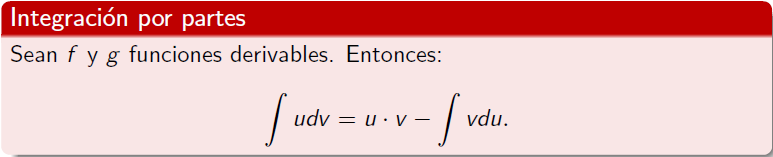 Integración por partes
Sean f y g funciones derivables. Entonces:
∫ udv = u · v − ∫ vdu.